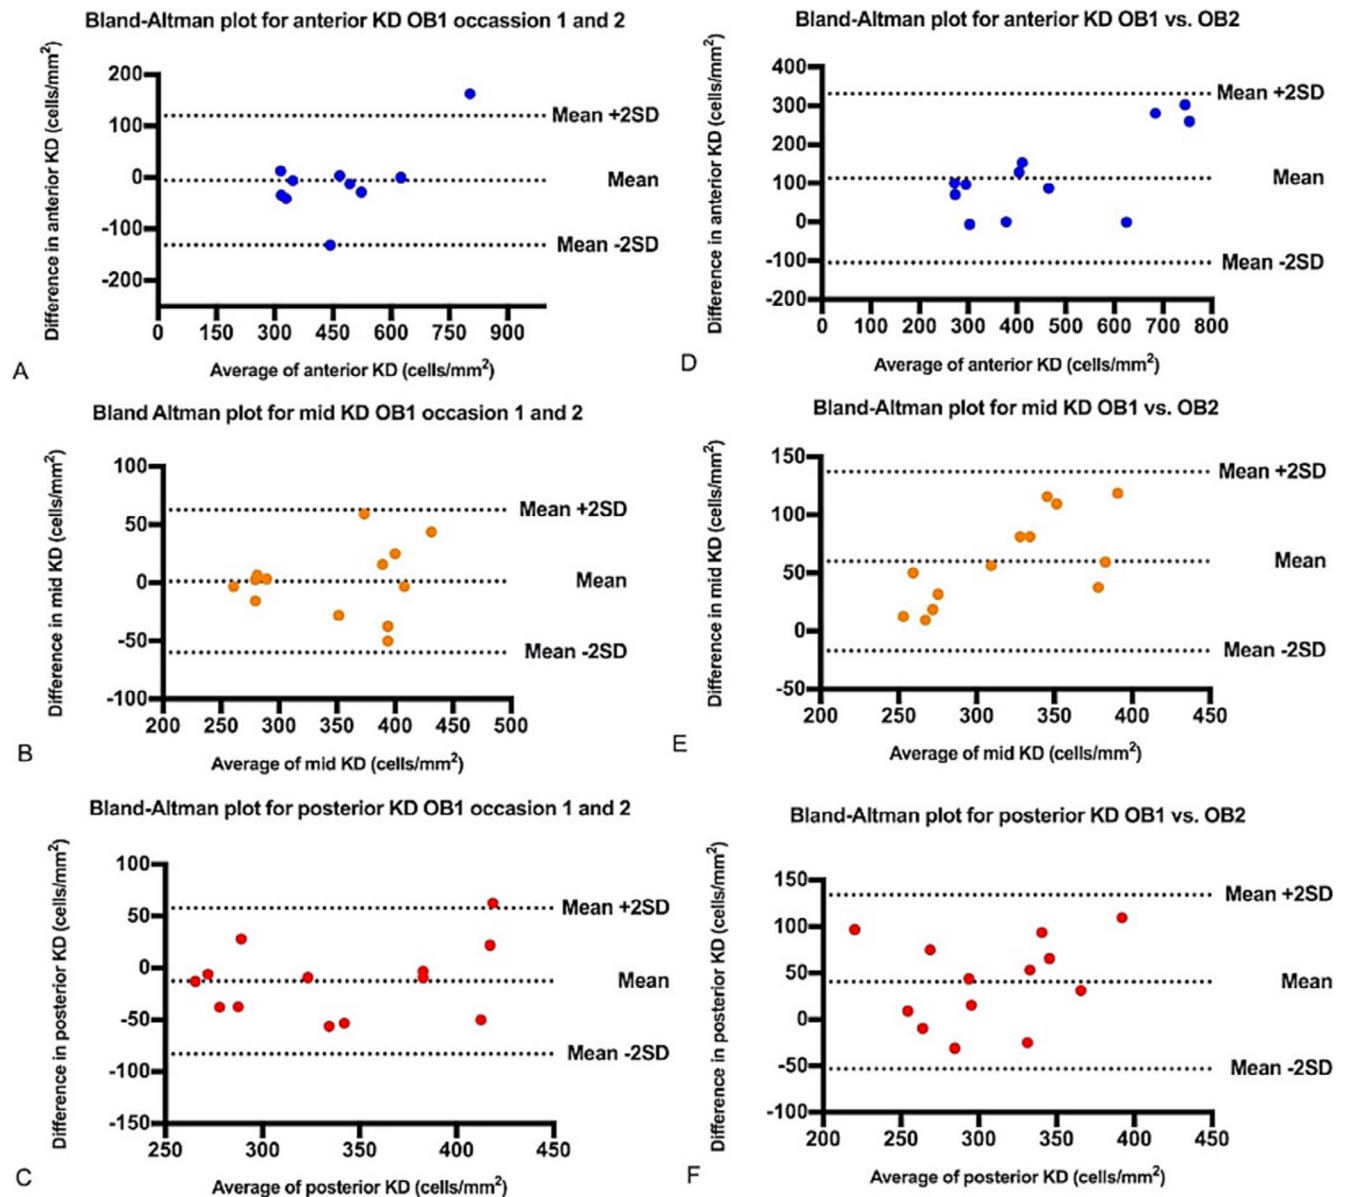 Bland-Altman plot for anterior KD OB1 occassion 1 and 2
Difference in anterior KD (cells/mm²)
200
100
0
-100
-200
Mean +2SD
Mean
Mean -2SD
0 150 300 450 600 750 900
Average of anterior KD (cells/mm²)
A
Bland-Altman plot for anterior KD OB1 vs. OB2
Difference in anterior KD (cells/mm²)
400
300
200
100
0
-100
-200
Mean +2SD
Mean
Mean -2SD
0 100 200 300 400 500 600 700 800
Average of anterior KD (cells/mm²)
D
Bland Altman plot for mid KD OB1 occasion 1 and 2
Difference in mid KD (cells/mm²)
100
50
0
-50
-100
Mean +2SD
Mean
Mean -2SD
200 250 300 350 400 450 500
Average of mid KD (cells/mm²)
B
Bland-Altman plot for mid KD OB1 vs. OB2
Difference in mid KD (cells/mm²)
150
100
50
0
-50
Mean +2SD
Mean
Mean -2SD
200 250 300 350 400 450
Average of mid KD (cells/mm²)
E
Bland-Altman plot for posterior KD OB1 occasion 1 and 2
Difference in posterior KD (cells/mm²)
100
50
0
-50
-100
-150
Mean +2SD
Mean
Mean -2SD
250 300 350 400 450
Average of posterior KD (cells/mm²)
C
Bland-Altman plot for posterior KD OB1 vs. OB2
Difference in posterior KD (cells/mm²)
150
100
50
0
-50
-100
Mean +2SD
Mean
Mean -2SD
200 250 300 350 400 450
Average of posterior KD (cells/mm²)
F